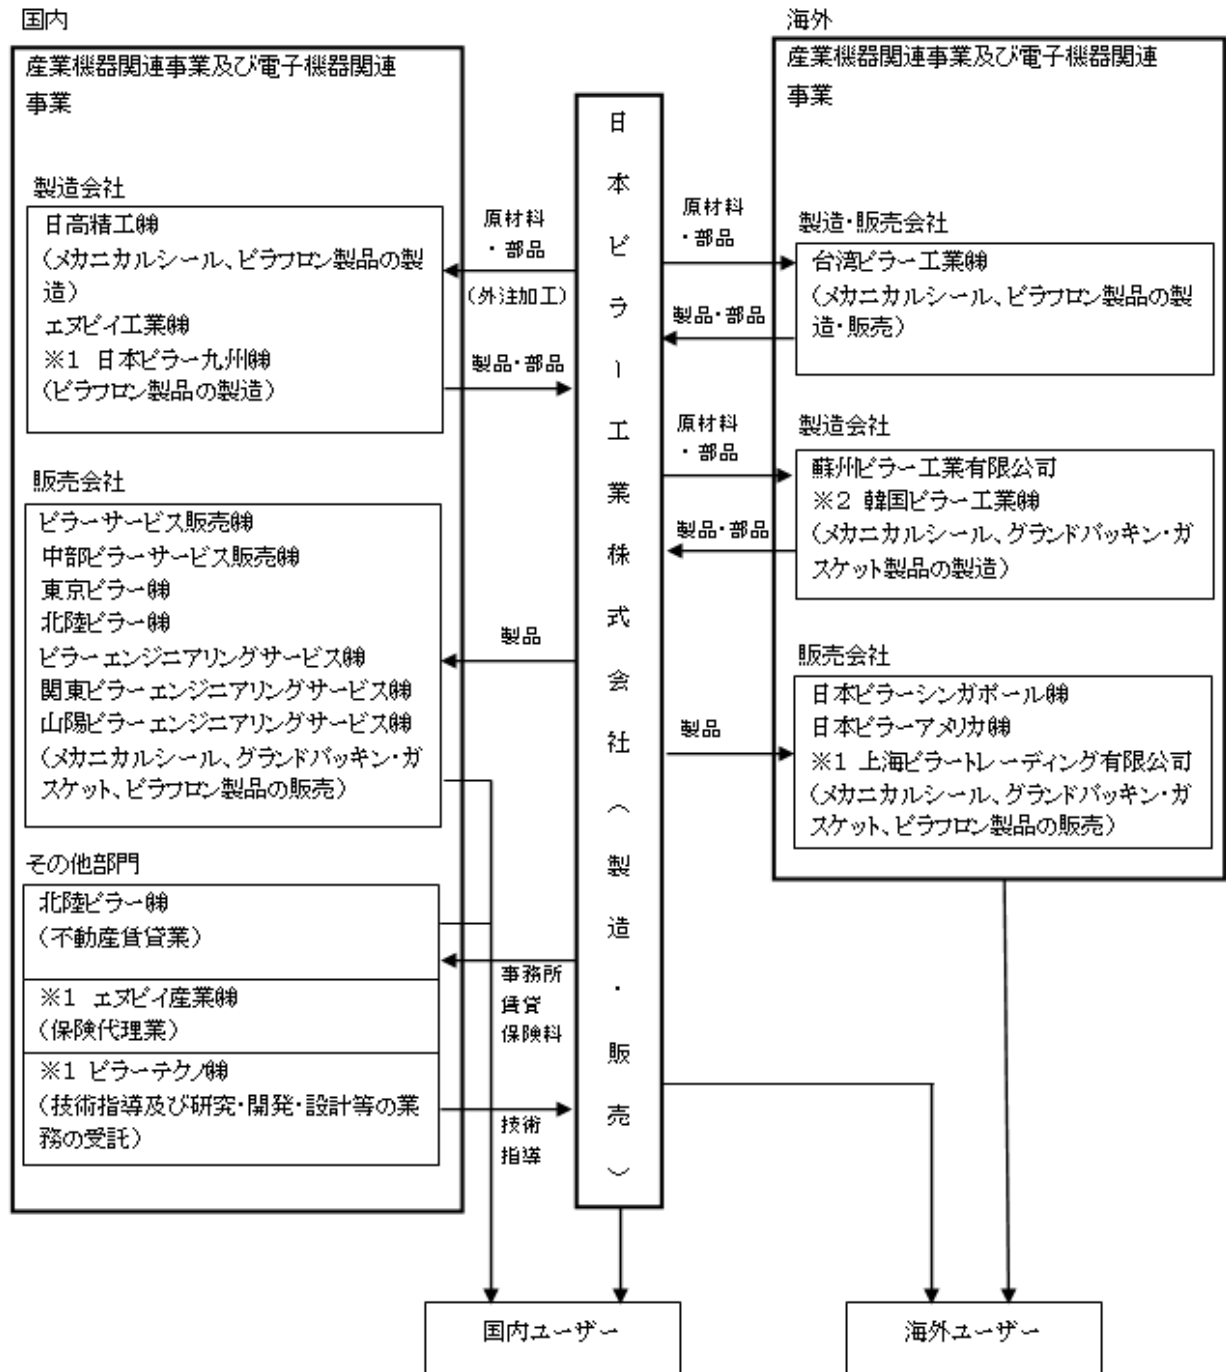 国内
産業機器関連事業及び電子機器関連
事業
製造会社
日高精工㈱
(メカニカルシール、ピラフロン製品の製
造)
エヌピイ工業㈱
※1 日本ピラー九州㈱
(ピラフロン製品の製造)
販売会社
ピラーサービス販売㈱
中部ピラーサービス販売㈱
東京ピラー㈱
北陸ピラー㈱
ピラーエンジニアリングサービス㈱
関東ピラーエンジニアリングサービス㈱
山陽ピラーエンジニアリングサービス㈱
(メカニカルシール、グランドパッキン・ガ
スケット、ピラフロン製品の販売)
その他部門
北陸ピラー㈱
(不動産賃貸業)
※1 エヌピイ産業㈱
(保険代理業)
※1 ピラーテクノ㈱
(技術指導及び研究・開発・設計等の業
務の受託)
原材料
・部品
(外注加工)
製品・部品
製品
事務所
賃貸
保険料
技術
指導
日本ピラー工業株式会社(製造・販売)
原材料
・部品
製品・部品
原材料
・部品
製品・部品
製品
海外
産業機器関連事業及び電子機器関連
事業
製造・販売会社
台湾ピラー工業㈱
(メカニカルシール、ピラフロン製品の製
造・販売)
製造会社
蘇州ピラー工業有限公司
※2 韓国ピラー工業㈱
(メカニカルシール、グランドパッキン・ガ
スケット製品の製造)
販売会社
日本ピラーシンガポール㈱
日本ピラーアメリカ㈱
※1 上海ピラートレーディング有限公司
(メカニカルシール、グランドパッキン・ガ
スケット、ピラフロン製品の販売)
国内ユーザー
海外ユーザー